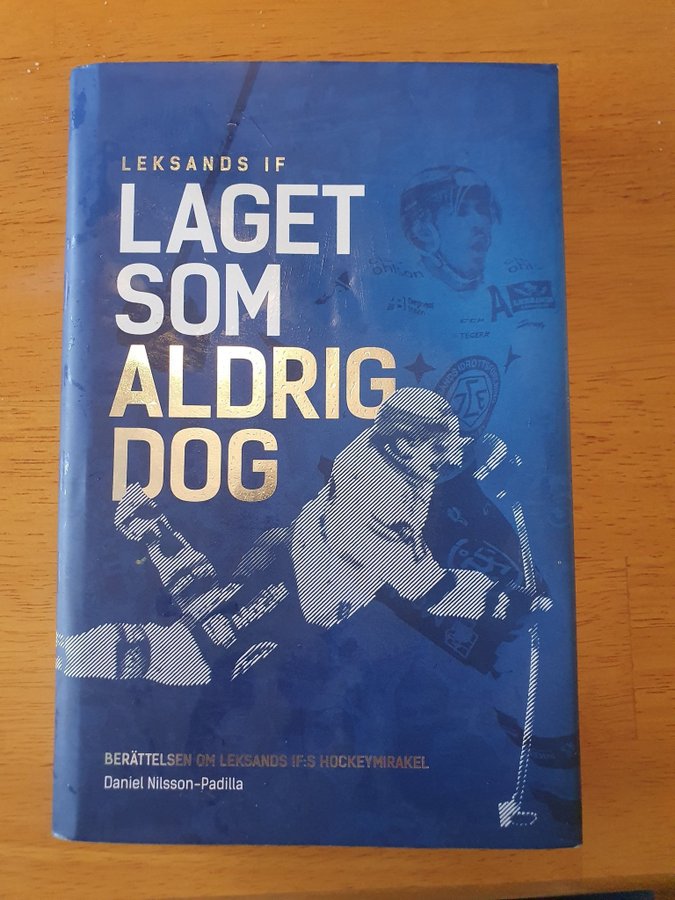 LEKSANDS IF
LAGET
SOM
ALDRIG
DOG
BERÄTTELSEN OM LEKSANDS IF:S HOCKEYMIRAKEL
Daniel Nilsson-Padilla